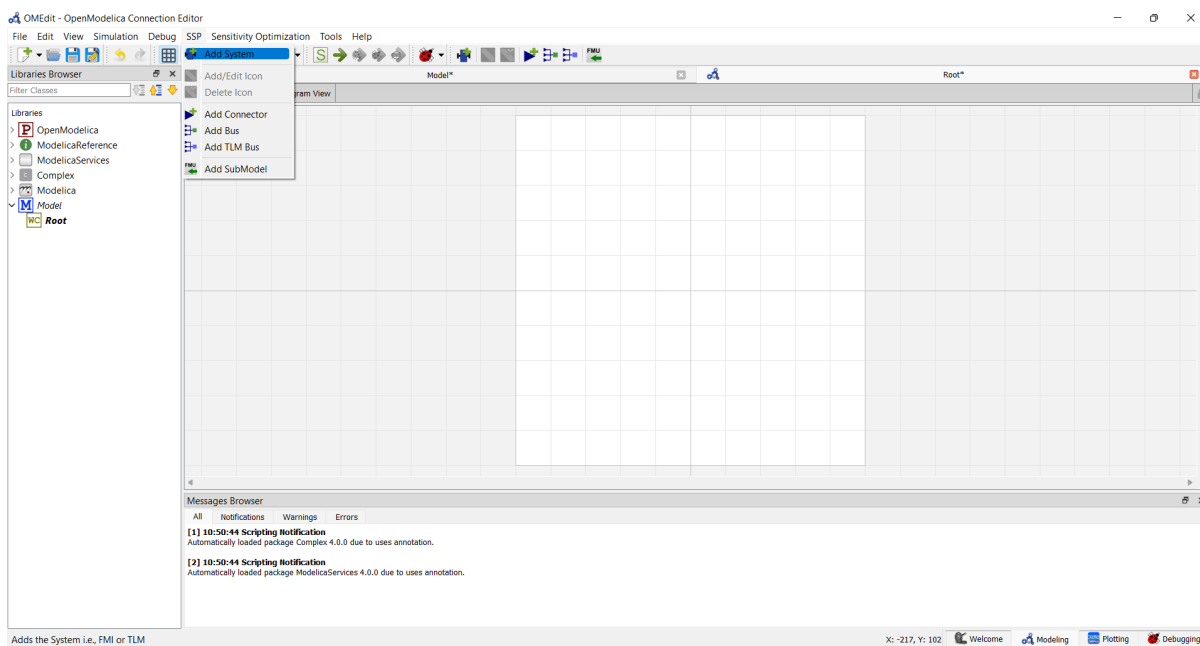 OMEdit - OpenModelica Connection Editor
File Edit View Simulation Debug SSP Sensitivity Optimization Tools Help
S
FMU
Libraries Browser
Filter Classes
Libraries
P OpenModelica
i ModelicaReference
ModelicaServices
C Complex
Modelica
M Model
WC Root
Add System
Add/Edit Icon
Delete Icon
Add Connector
Add Bus
Add TLM Bus
FMU Add SubModel
Model*
Root*
gram View
Messages Browser
All Notifications Warnings Errors
[1] 10:50:44 Scripting Notification
Automatically loaded package Complex 4.0.0 due to uses annotation.
[2] 10:50:44 Scripting Notification
Automatically loaded package ModelicaServices 4.0.0 due to uses annotation.
Adds the System i.e., FMI or TLM
X: -217, Y: 102 Welcome Modeling Plotting Debugging